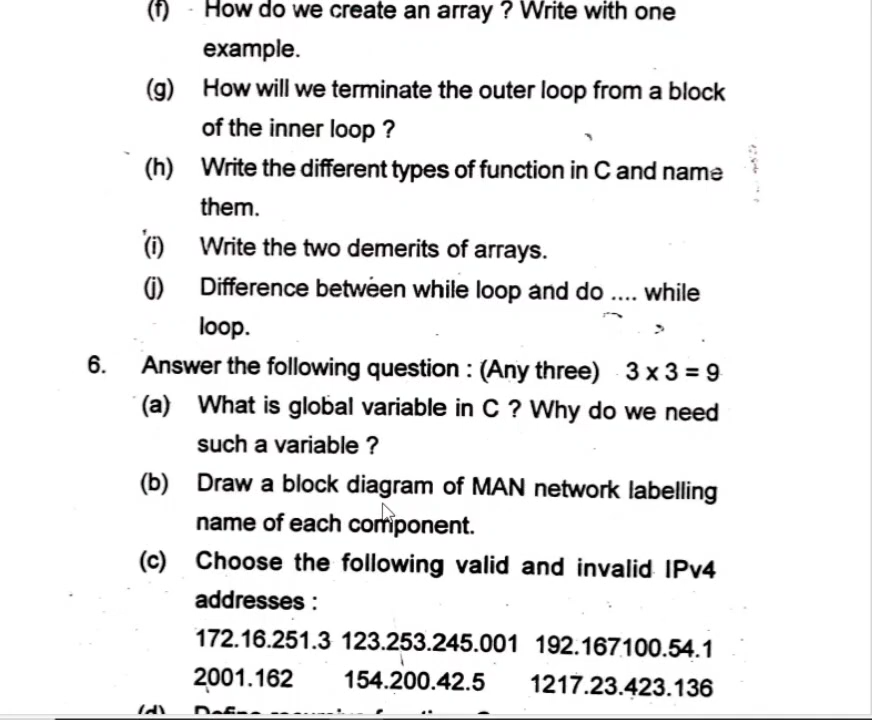 (f) How do we create an array ? Write with one
example.
(g) How will we terminate the outer loop from a block
of the inner loop ?
(h) Write the different types of function in C and name
them.
(i) Write the two demerits of arrays.
(j) Difference between while loop and do .... while
loop.
6. Answer the following question : (Any three) 3 x 3 = 9
(a) What is global variable in C ? Why do we need
such a variable ?
(b) Draw a block diagram of MAN network labelling
name of each component.
(c) Choose the following valid and invalid IPv4
addresses :
172.16.251.3 123.253.245.001 192.167.100.54.1
2001.162 154.200.42.5 1217.23.423.136
(d)